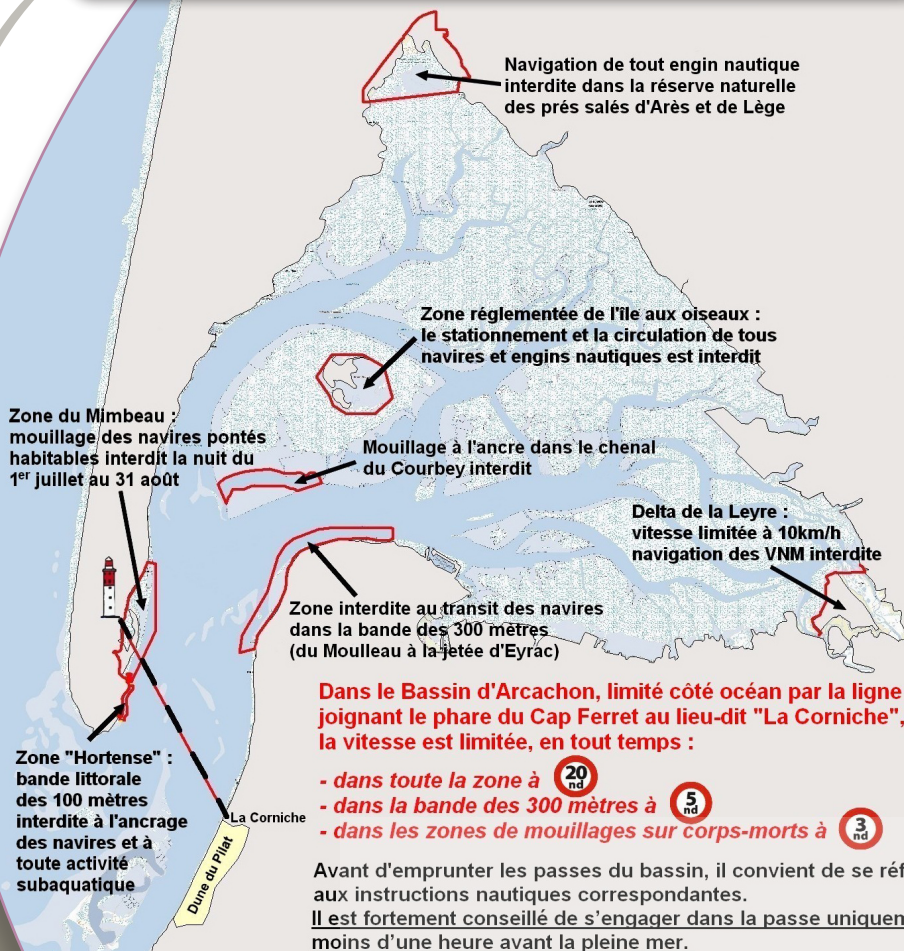 Navigation de tout engin nautique
interdite dans la réserve naturelle
des prés salés d'Arès et de Lège
Zone réglementée de l'île aux oiseaux :
le stationnement et la circulation de tous
navires et engins nautiques est interdit
Zone du Mimbeau :
mouillage des navires pontés
habitables interdit la nuit du
1er juillet au 31 août
Mouillage à l'ancre dans le chenal
du Courbey interdit
Delta de la Leyre :
vitesse limitée à 10km/h
navigation des VNM interdite
Zone interdite au transit des navires
dans la bande des 300 mètres
(du Moulleau à la jetée d'Eyrac)
Dans le Bassin d'Arcachon, limité côté océan par la ligne
joignant le phare du Cap Ferret au lieu-dit "La Corniche",
la vitesse est limitée, en tout temps :
- dans toute la zone à 20 nd
- dans la bande des 300 mètres à 5 nd
- dans les zones de mouillages sur corps-morts à 3 nd
Zone "Hortense" :
bande littorale
des 100 mètres
interdite à l'ancrage
des navires et à
toute activité
subaquatique
La Corniche
Dune du Pilat
Avant d'emprunter les passes du bassin, il convient de se réf
aux instructions nautiques correspondantes.
Il est fortement conseillé de s'engager dans la passe uniquem
moins d'une heure avant la pleine mer.